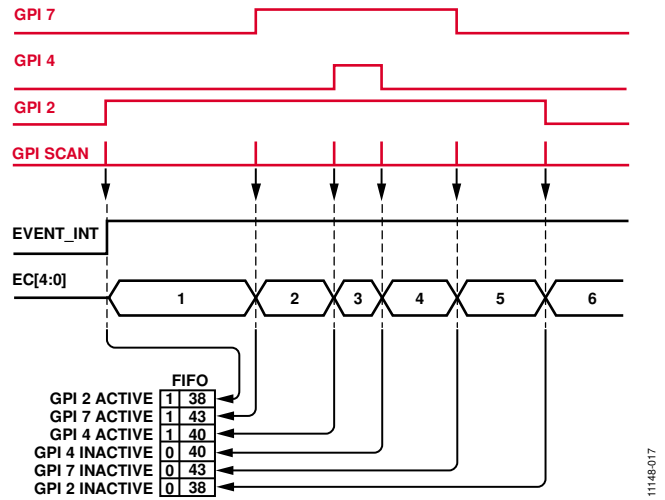 GPI 7
GPI 4
GPI 2
GPI SCAN
EVENT_INT
EC[4:0]
1 2 3 4 5 6
FIFO
GPI 2 ACTIVE 1 38
GPI 7 ACTIVE 1 43
GPI 4 ACTIVE 1 40
GPI 4 INACTIVE 0 40
GPI 7 INACTIVE 0 43
GPI 2 INACTIVE 0 38
11148-017